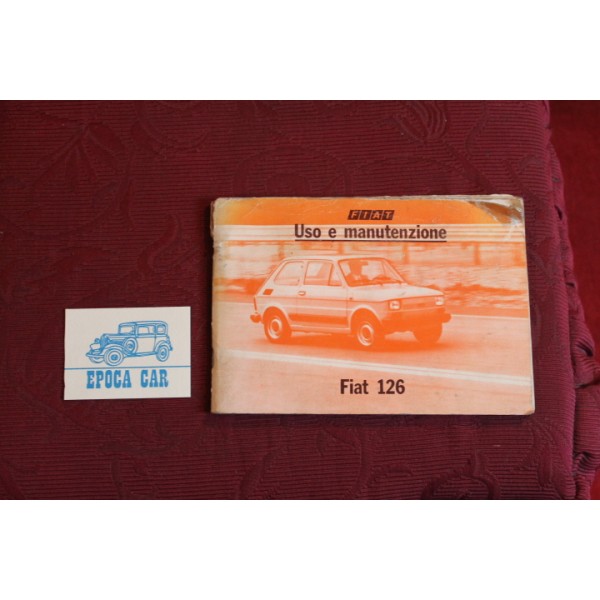 FIAT
Uso e manutenzione
Fiat 126
EPOCA CAR